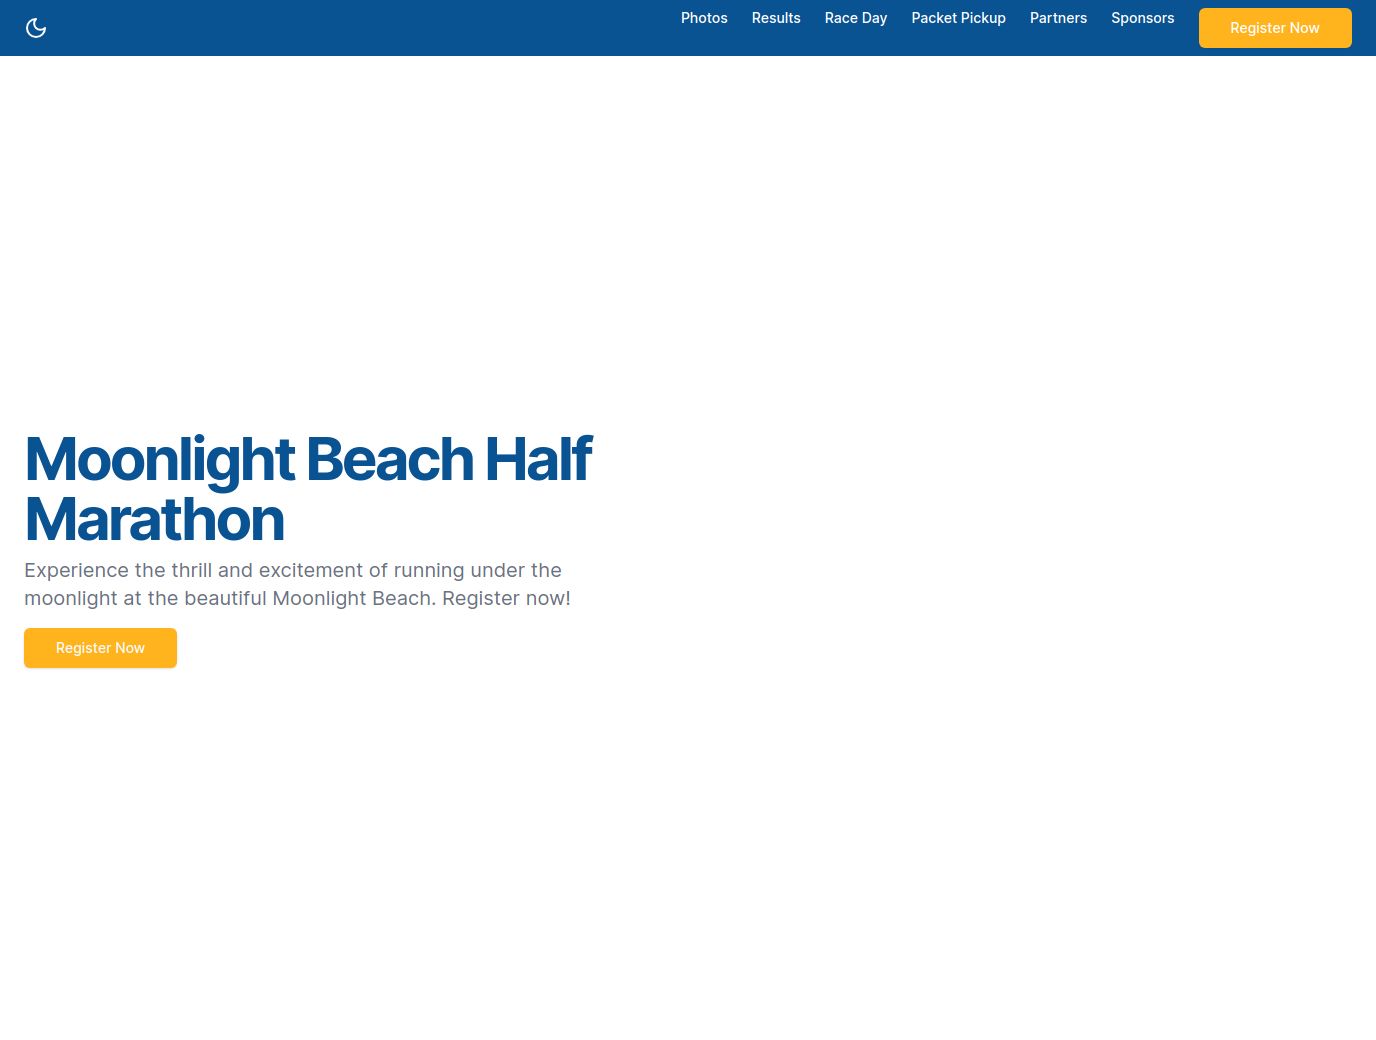 Photos Results Race Day Packet Pickup Partners Sponsors Register Now
Moonlight Beach Half
Marathon
Experience the thrill and excitement of running under the
moonlight at the beautiful Moonlight Beach. Register now!
Register Now